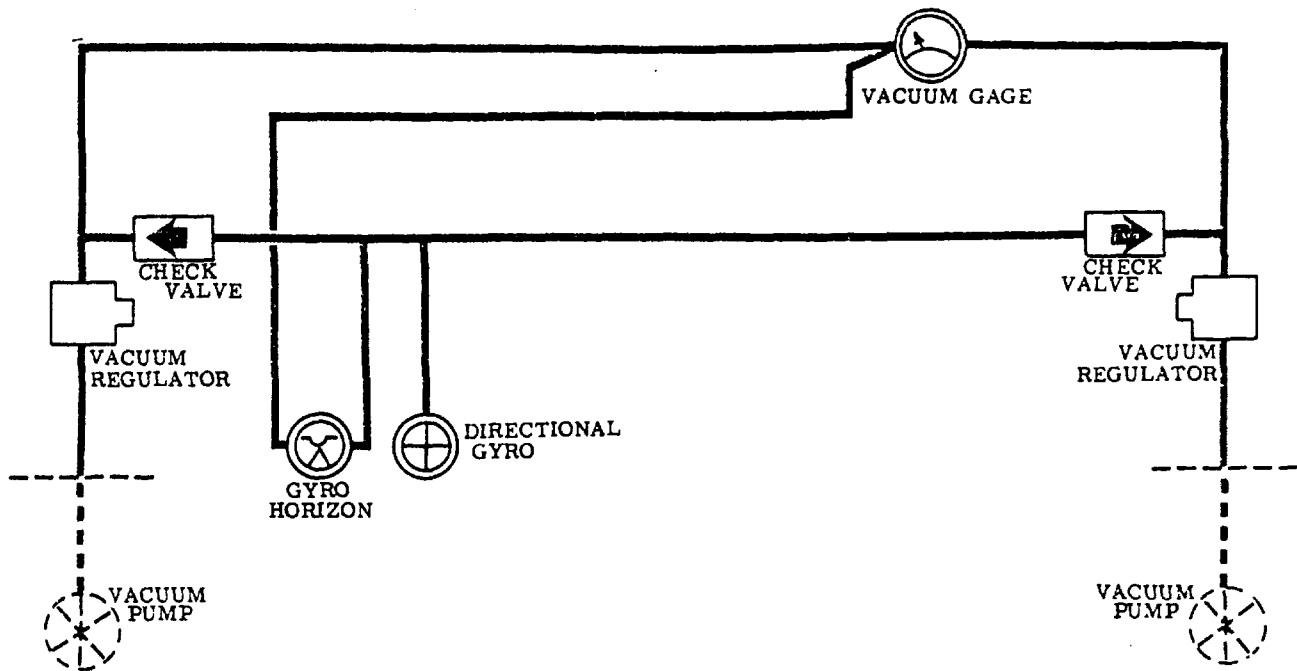 VACUUM GAGE
CHECK
VALVE
CHECK
VALVE
VACUUM
REGULATOR
VACUUM
REGULATOR
DIRECTIONAL
GYRO
GYRO
HORIZON
VACUUM
PUMP
VACUUM
PUMP